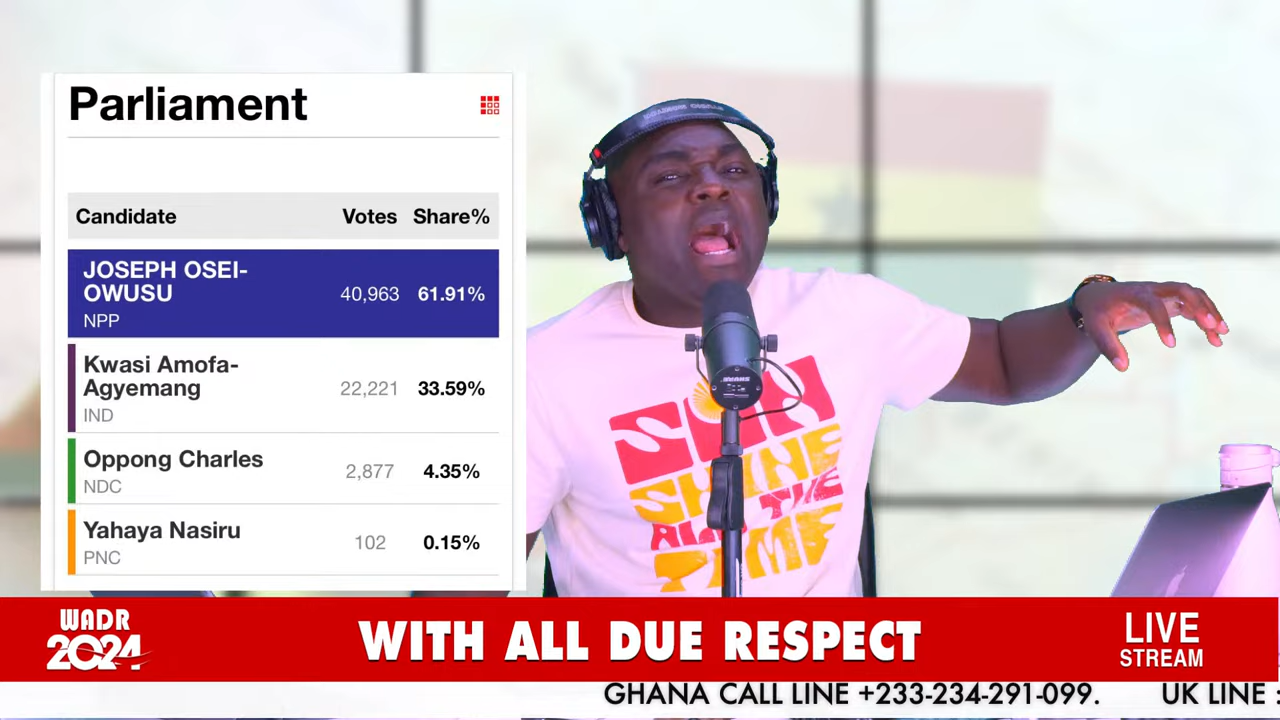 Parliament
Candidate Votes Share%
JOSEPH OSEI-
OWUSU
NPP
40,963 61.91%
Kwasi Amofa-
Agyemang
IND
22,221 33.59%
Oppong Charles
NDC
2,877 4.35%
Yahaya Nasiru
PNC
102 0.15%
SHURE
SUN
SHINE
ALL THE
TIME
WADR
2024
WITH ALL DUE RESPECT
LIVE
STREAM
GHANA CALL LINE +233-234-291-099. UK LINE :